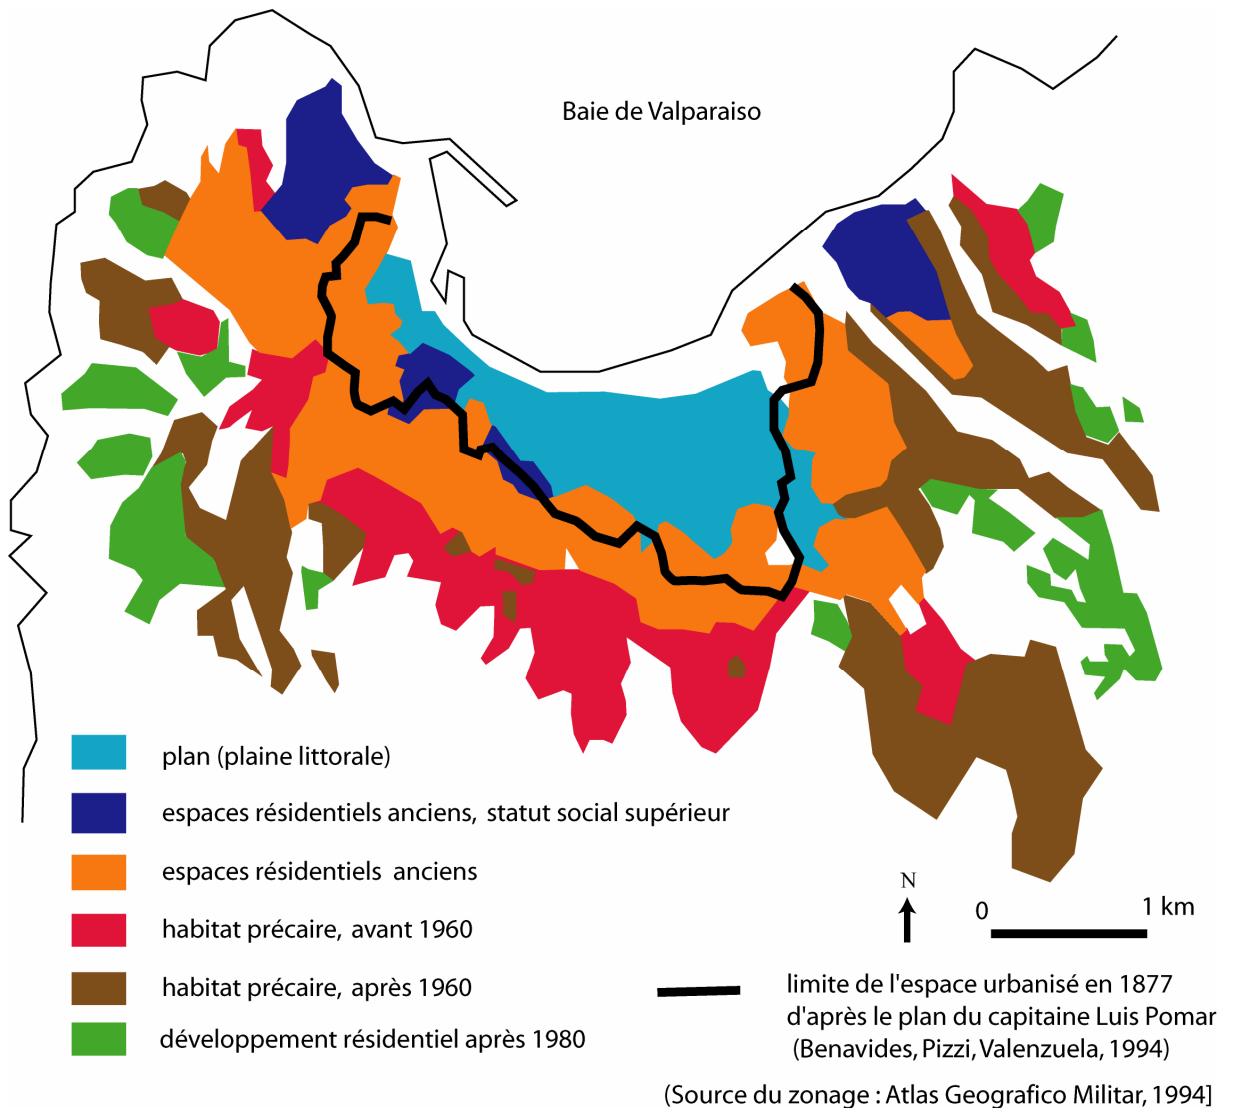 Baie de Valparaiso
plan (plaine littorale)
espaces résidentiels anciens, statut social supérieur
espaces résidentiels anciens
habitat précaire, avant 1960
habitat précaire, après 1960
développement résidentiel après 1980
N
0 1 km
limite de l'espace urbanisé en 1877
d'après le plan du capitaine Luis Pomar
(Benavides, Pizzi, Valenzuela, 1994)
(Source du zonage : Atlas Geografico Militar, 1994]